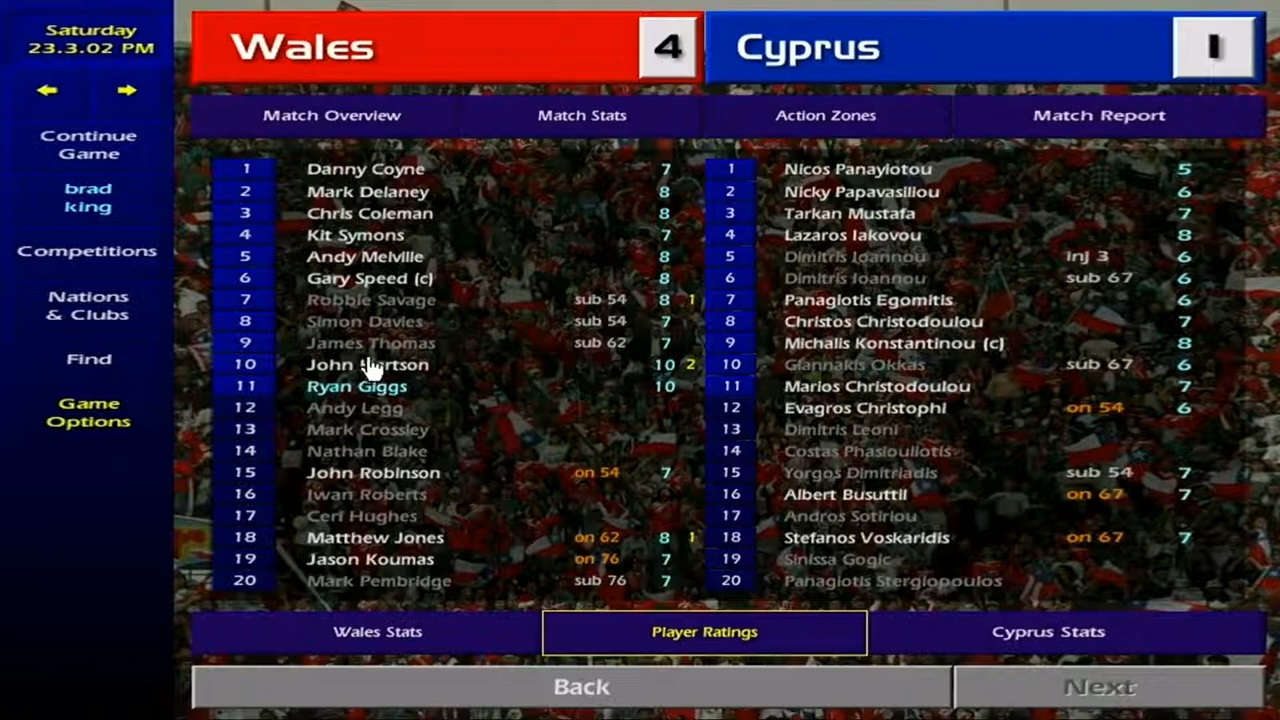 Saturday
23.3.02 PM
Continue
Game
brad
king
Competitions
Nations
& Clubs
Find
Game
Options
Wales 4 Cyprus 1
Match Overview Match Stats Action Zones Match Report
1 Danny Coyne 7 1 Nicos Panayiotou 5
2 Mark Delaney 8 2 Nicky Papavasiliou 6
3 Chris Coleman 8 3 Tarkan Mustafa 7
4 Kit Symons 7 4 Lazaros Iakovou 8
5 Andy Melville 8 5 Dimitris Ioannou inj 3 6
6 Gary Speed (c) 8 6 Dimitris Ioannou sub 67 6
7 Robbie Savage sub 54 8 1 7 Panagiotis Egomitis 6
8 Simon Davies sub 54 7 8 Christos Christodoulou 7
9 James Thomas sub 62 7 9 Michalis Konstantinou (c) 8
10 John Hartson 10 2 10 Giannakis Okkas sub 67 6
11 Ryan Giggs 10 11 Marios Christodoulou 7
12 Andy Legg 12 Evagros Christophi on 54 6
13 Mark Crossley 13 Dimitris Leoni
14 Nathan Blake 14 Costas Phasouliotis
15 John Robinson on 54 7 15 Yorgos Dimitriadis sub 54 7
16 Iwan Roberts 16 Albert Busuttil on 67 7
17 Ceri Hughes 17 Andros Sotiriou
18 Matthew Jones on 62 8 1 18 Stefanos Voskaridis on 67 7
19 Jason Koumas on 76 7 19 Sinissa Gogic
20 Mark Pembridge sub 76 7 20 Panagiotis Stergiopoulos
Wales Stats Player Ratings Cyprus Stats
Back Next